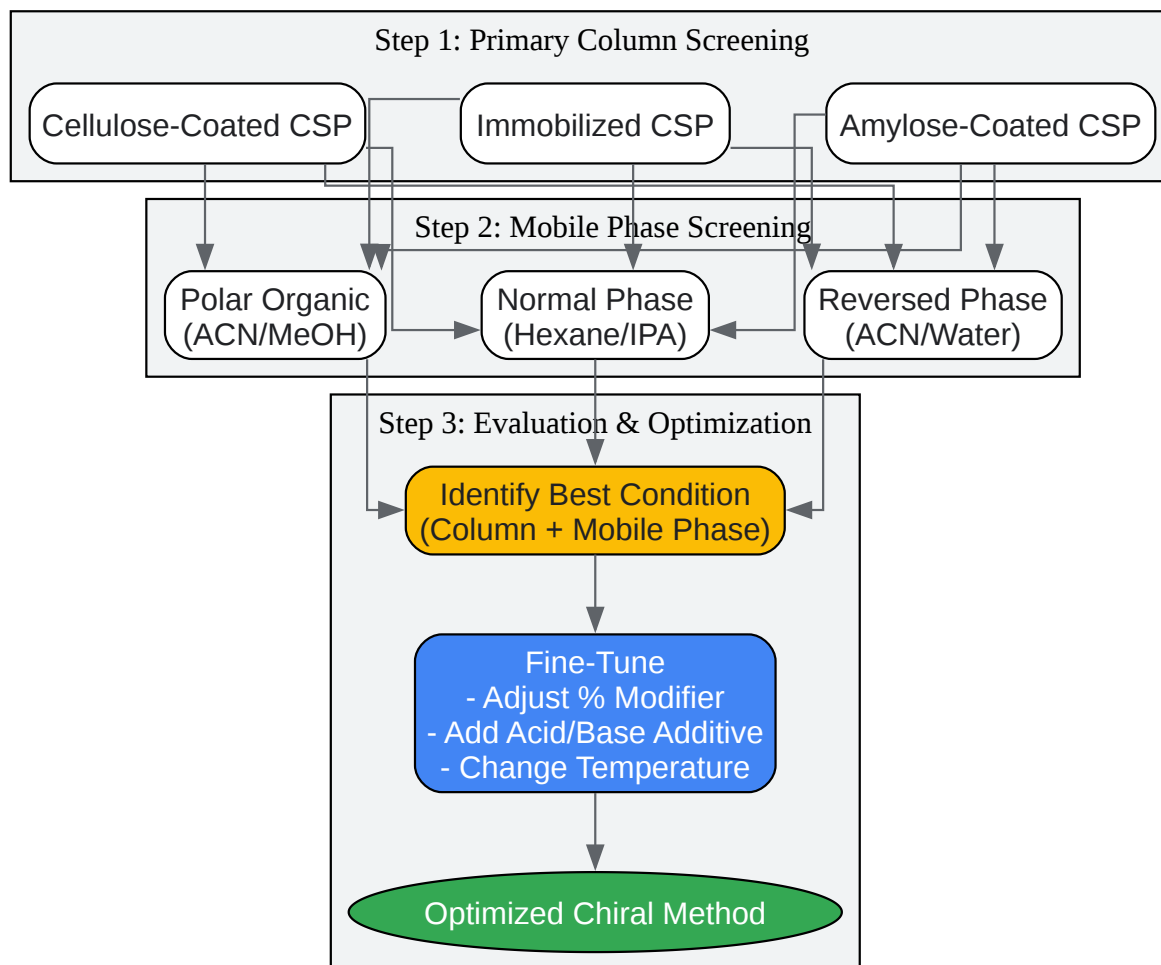 Step 1: Primary Column Screening
Cellulose-Coated CSP
Immobilized CSP
Amylose-Coated CSP
Step 2: Mobile Phase Screening
Polar Organic
(ACN/MeOH)
Normal Phase
(Hexane/IPA)
Reversed Phase
(ACN/Water)
Step 3: Evaluation & Optimization
Identify Best Condition
(Column + Mobile Phase)
Fine-Tune
- Adjust % Modifier
- Add Acid/Base Additive
- Change Temperature
Optimized Chiral Method